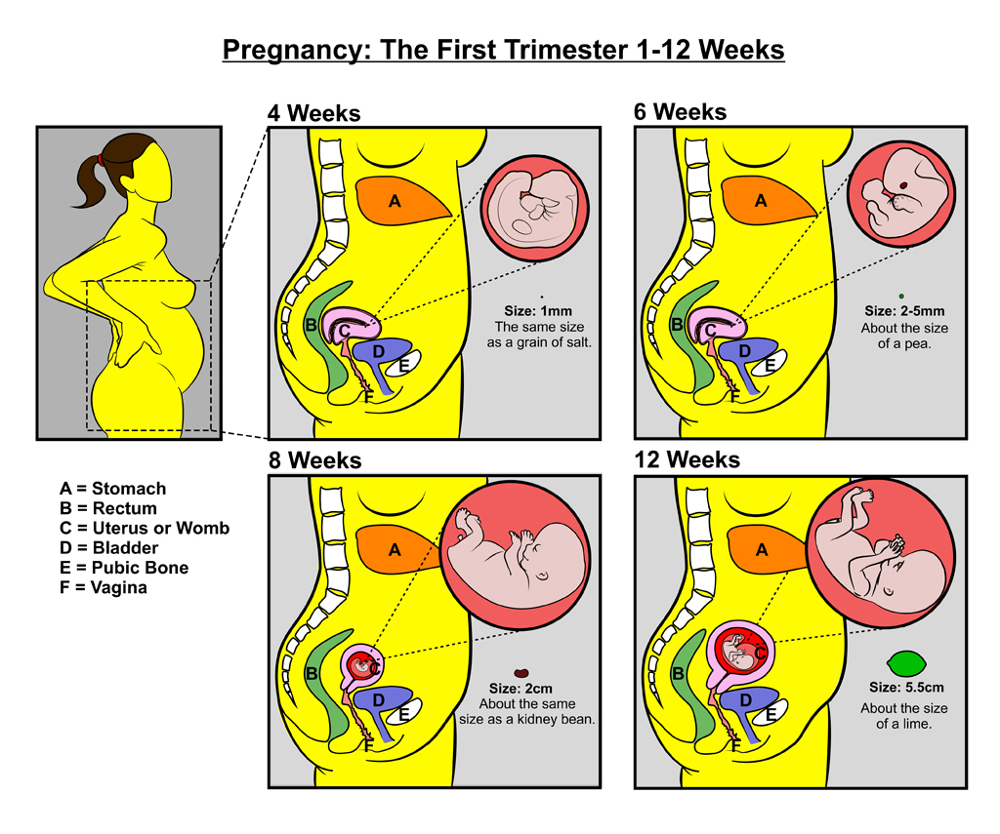 Pregnancy: The First Trimester 1-12 Weeks
4 Weeks
A
B
C
D
E
F
Size: 1mm
The same size
as a grain of salt.
6 Weeks
A
B
C
D
E
F
Size: 2-5mm
About the size
of a pea.
A = Stomach
B = Rectum
C = Uterus or Womb
D = Bladder
E = Pubic Bone
F = Vagina
8 Weeks
A
B
C
D
E
F
Size: 2cm
About the same
size as a kidney bean.
12 Weeks
A
B
C
D
E
F
Size: 5.5cm
About the size
of a lime.